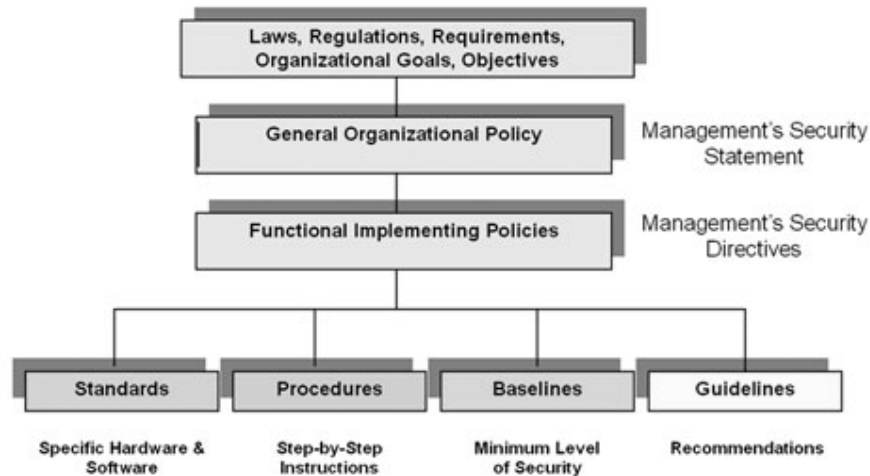 Laws, Regulations, Requirements,
Organizational Goals, Objectives
General Organizational Policy
Management's Security
Statement
Functional Implementing Policies
Management's Security
Directives
Standards
Procedures
Baselines
Guidelines
Specific Hardware &
Software
Step-by-Step
Instructions
Minimum Level
of Security
Recommendations